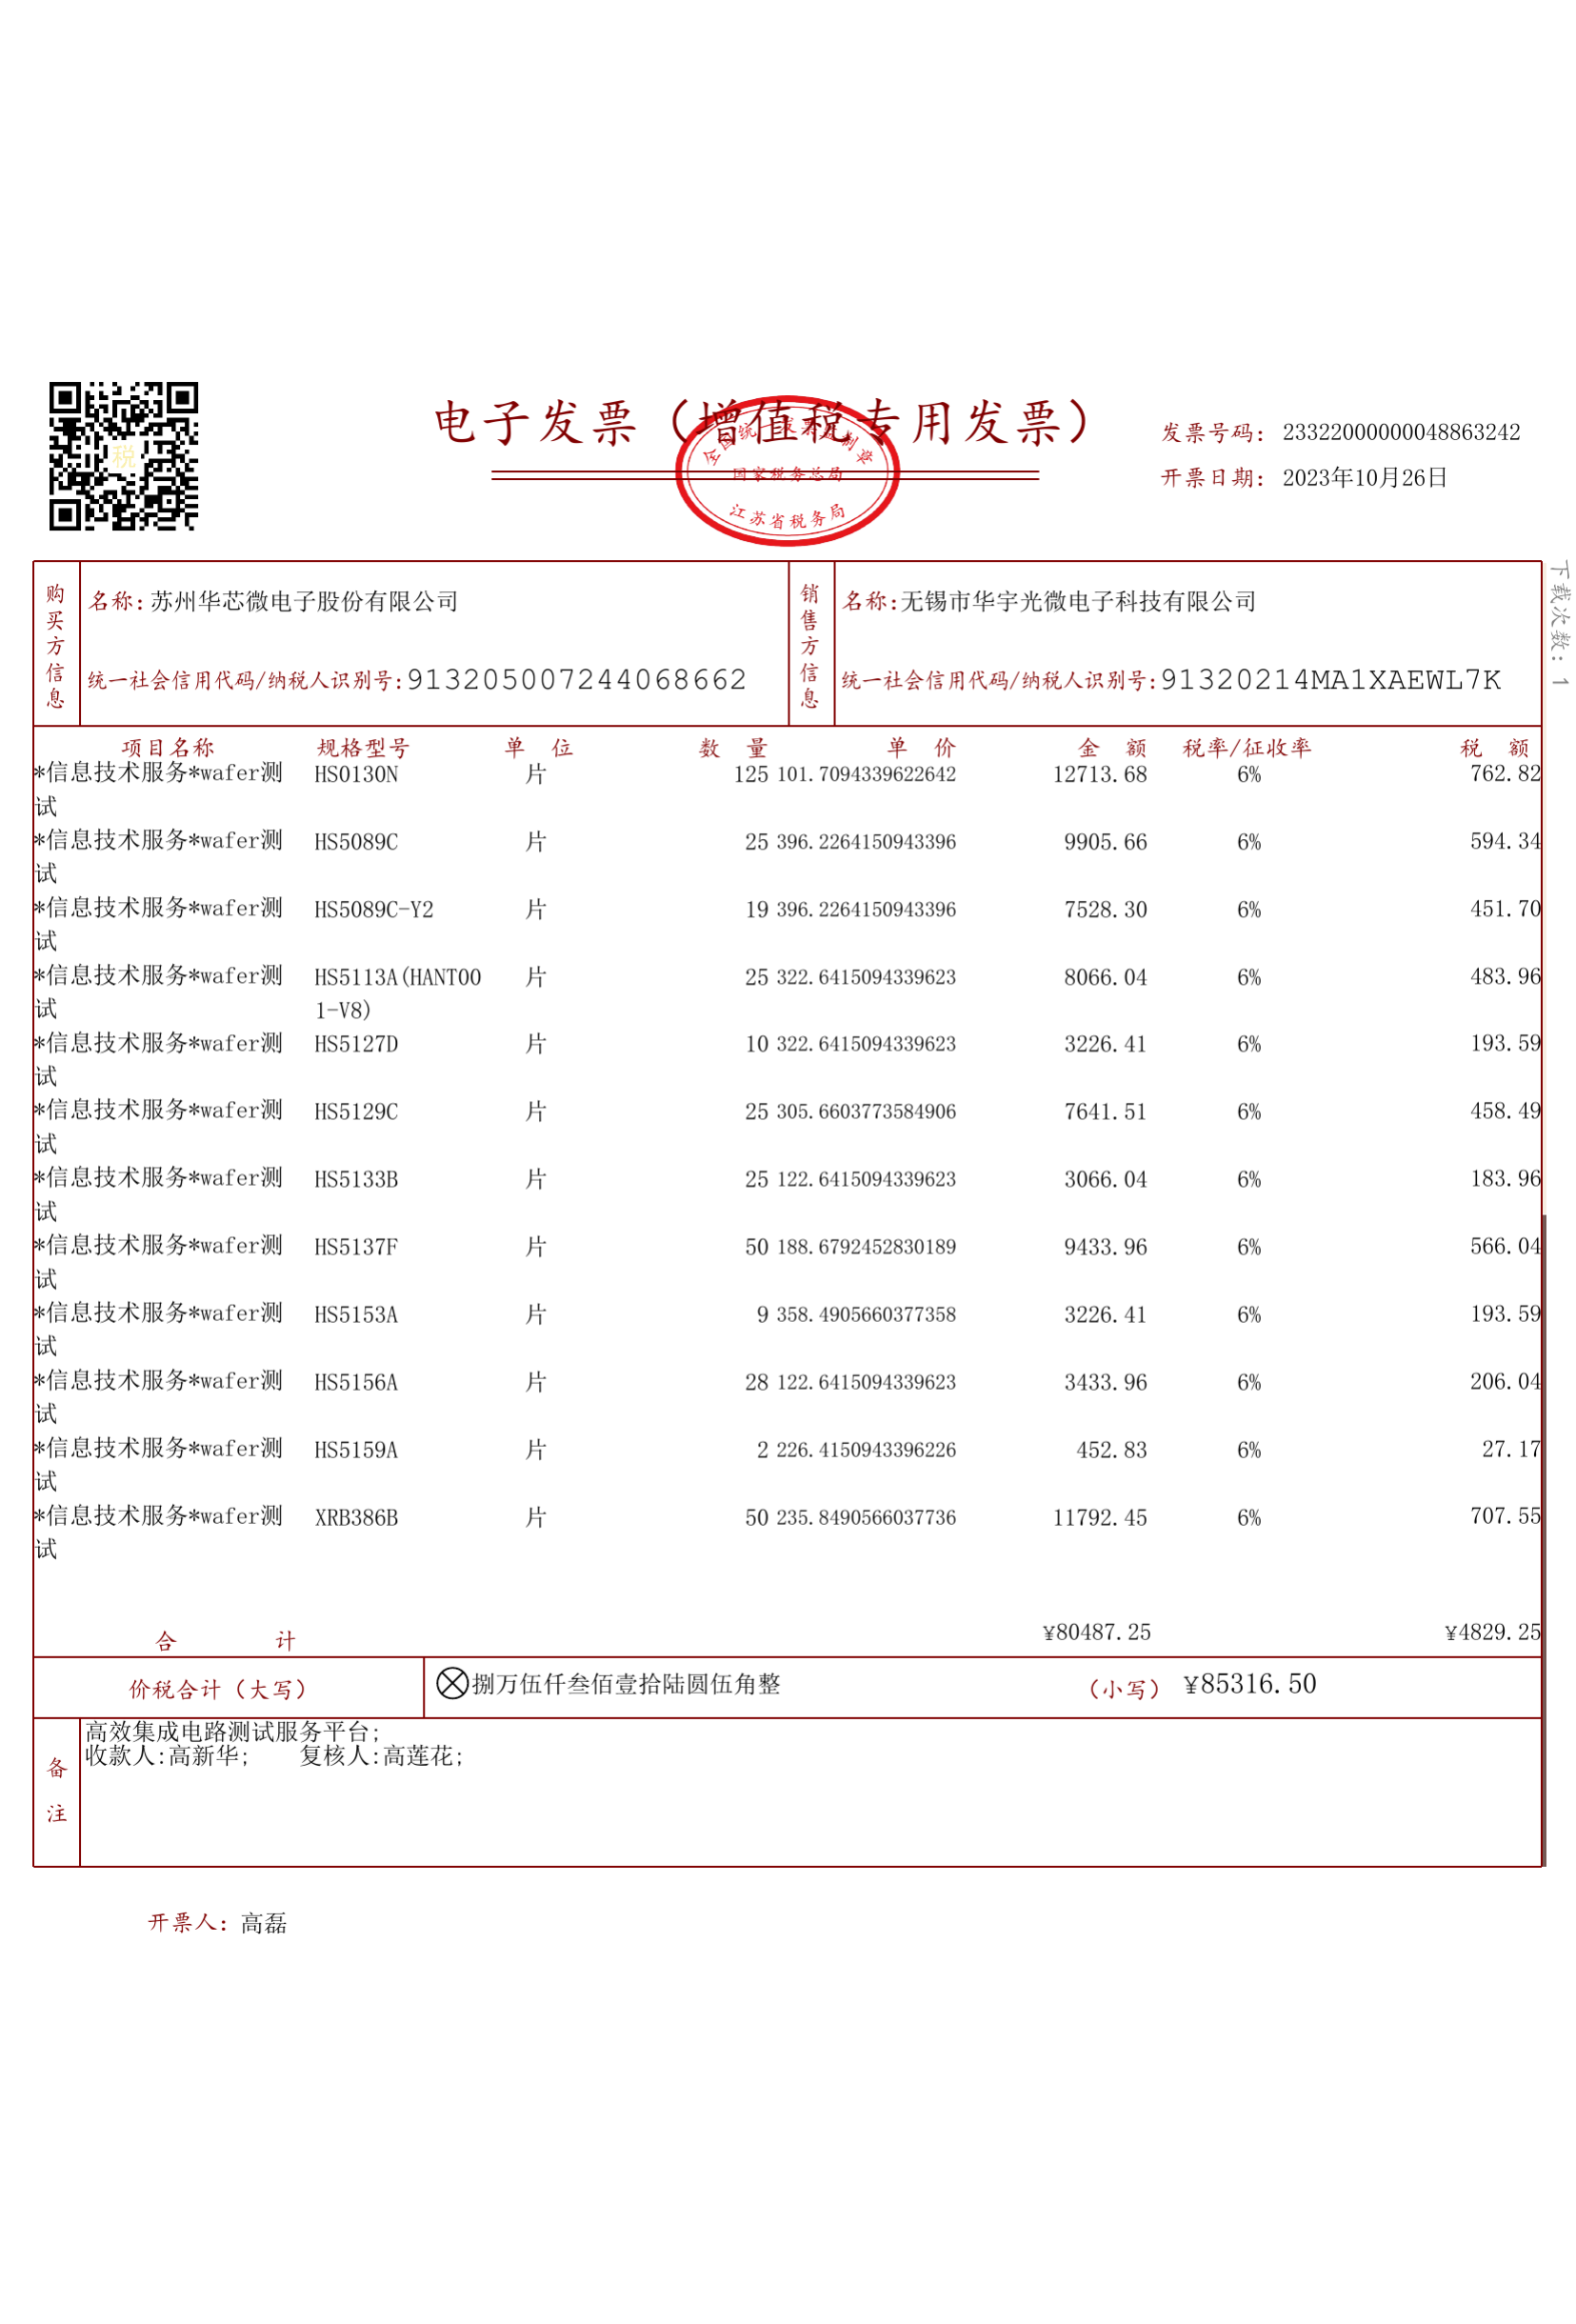 电子发票（增值税专用发票）
全国统一发票监制章
国家税务总局
江苏省税务局
税
发票号码：23322000000048863242
开票日期：2023年10月26日
下载次数：1
购买方信息
名称：苏州华芯微电子股份有限公司
统一社会信用代码/纳税人识别号：913205007244068662
销售方信息
名称：无锡市华宇光微电子科技有限公司
统一社会信用代码/纳税人识别号：91320214MA1XAEWL7K
项目名称 规格型号 单 位 数 量 单 价 金 额 税率/征收率 税 额
*信息技术服务*wafer测 HS0130N 片 125 101.7094339622642 12713.68 6% 762.82
试
*信息技术服务*wafer测 HS5089C 片 25 396.2264150943396 9905.66 6% 594.34
试
*信息技术服务*wafer测 HS5089C-Y2 片 19 396.2264150943396 7528.30 6% 451.70
试
*信息技术服务*wafer测 HS5113A(HANT00 片 25 322.6415094339623 8066.04 6% 483.96
试 1-V8)
*信息技术服务*wafer测 HS5127D 片 10 322.6415094339623 3226.41 6% 193.59
试
*信息技术服务*wafer测 HS5129C 片 25 305.6603773584906 7641.51 6% 458.49
试
*信息技术服务*wafer测 HS5133B 片 25 122.6415094339623 3066.04 6% 183.96
试
*信息技术服务*wafer测 HS5137F 片 50 188.6792452830189 9433.96 6% 566.04
试
*信息技术服务*wafer测 HS5153A 片 9 358.4905660377358 3226.41 6% 193.59
试
*信息技术服务*wafer测 HS5156A 片 28 122.6415094339623 3433.96 6% 206.04
试
*信息技术服务*wafer测 HS5159A 片 2 226.4150943396226 452.83 6% 27.17
试
*信息技术服务*wafer测 XRB386B 片 50 235.8490566037736 11792.45 6% 707.55
试
合 计 ¥80487.25 ¥4829.25
价税合计（大写） 捌万伍仟叁佰壹拾陆圆伍角整 （小写） ¥85316.50
备注
高效集成电路测试服务平台;
收款人:高新华; 复核人:高莲花;
开票人：高磊